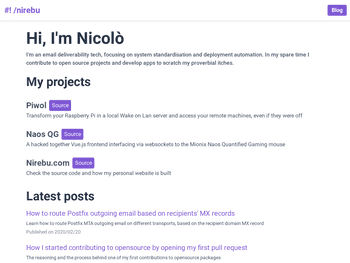 #! /nirebu
Blog
Hi, I'm Nicolò
I'm an email deliverability tech, focusing on system standardisation and deployment automation. In my spare time I
contribute to open source projects and develop apps to scratch my proverbial itches.
My projects
Piwol Source
Transform your Raspberry Pi in a local Wake on Lan server and access your remote machines, even if they were off
Naos QG Source
A hacked together Vue.js frontend interfacing via websockets to the Mionix Naos Quantified Gaming mouse
Nirebu.com Source
Check the source code and how my personal website is built
Latest posts
How to route Postfix outgoing email based on recipients' MX records
Learn how to route Postfix MTA outgoing email on different transports, based on the recipient domain MX record
Published on 2020/02/20
How I started contributing to opensource by opening my first pull request
The reasoning and the process behind one of my first contributions to opensource packages